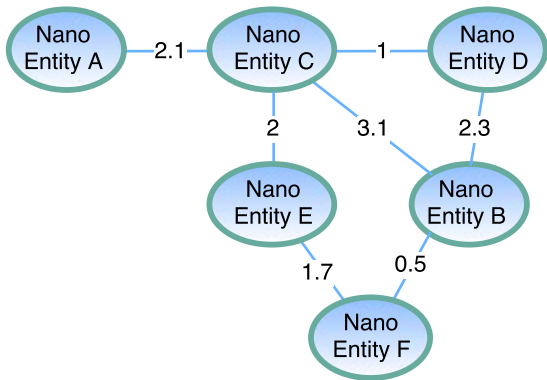 Nano
Entity A
2.1
Nano
Entity C
1
Nano
Entity D
2
3.1
2.3
Nano
Entity E
Nano
Entity B
1.7
0.5
Nano
Entity F